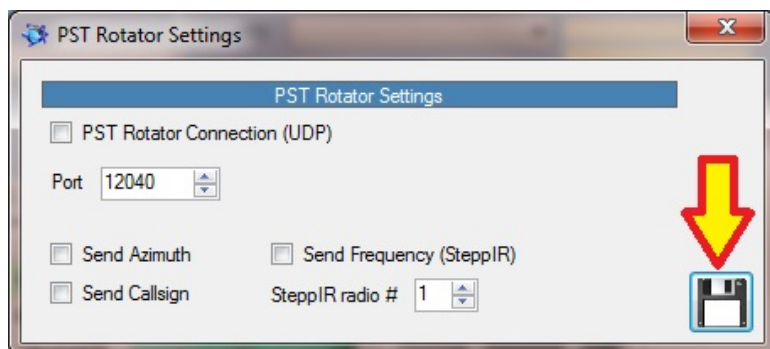 PST Rotator Settings
PST Rotator Settings
PST Rotator Connection (UDP)
Port 12040
Send Azimuth Send Frequency (SteppIR)
Send Callsign SteppIR radio # 1